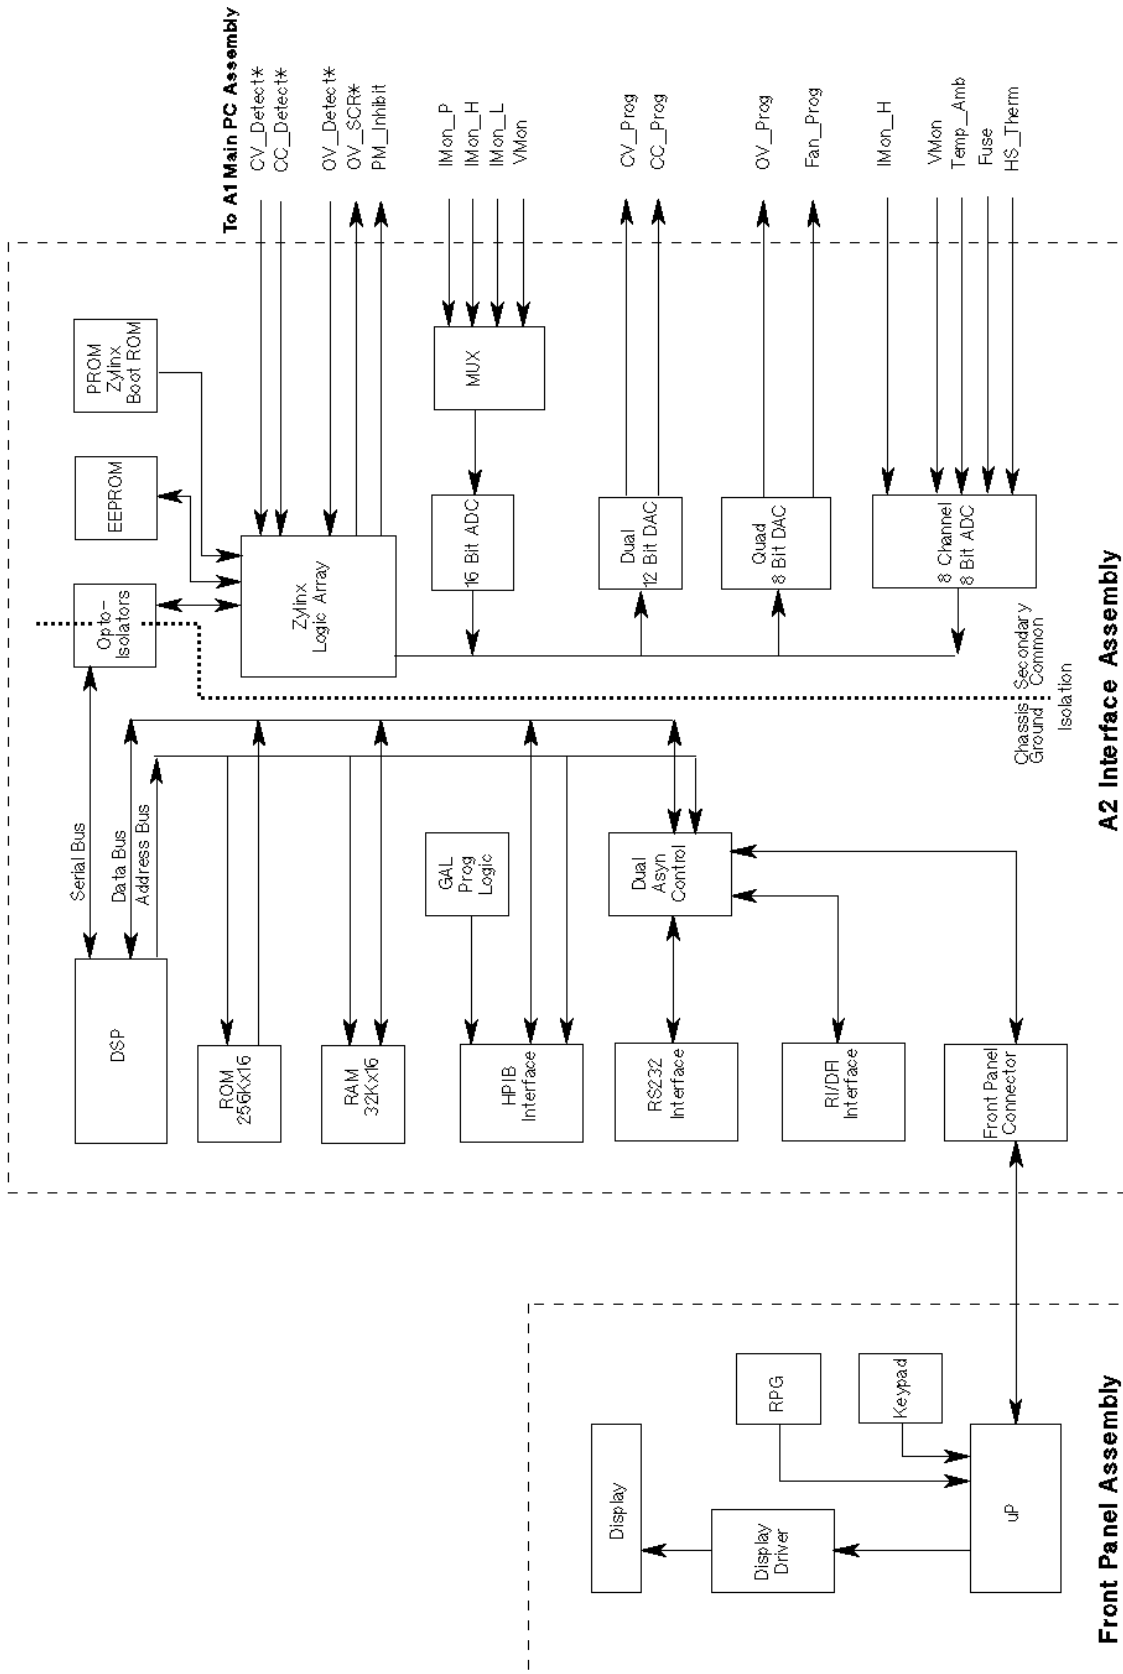 To A1 Main PC Assembly
CV_Detect*
CC_Detect*
OV_Detect*
OV_SCR*
PM_Inhibit
IMon_P
IMon_H
IMon_L
VMon
CV_Prog
CC_Prog
OV_Prog
Fan_Prog
IMon_H
VMon
Temp_Amb
Fuse
HS_Therm
PROM
Zylinx
Boot ROM
EEPROM
Opto-
Isolators
Zylinx
Logic Array
MUX
16 Bit ADC
Dual
12 Bit DAC
Quad
8 Bit DAC
8 Channel
8 Bit ADC
Secondary
Common
Chassis
Ground
Isolation
A2 Interface Assembly
Serial Bus
Data Bus
Address Bus
DSP
ROM
256Kx16
RAM
32Kx16
GAL
Prog
Logic
HPIB
Interface
Dual
Asyn
Control
RS232
Interface
RI/DFI
Interface
Front Panel
Connector
Display
Display
Driver
RPG
Keypad
uP
Front Panel Assembly